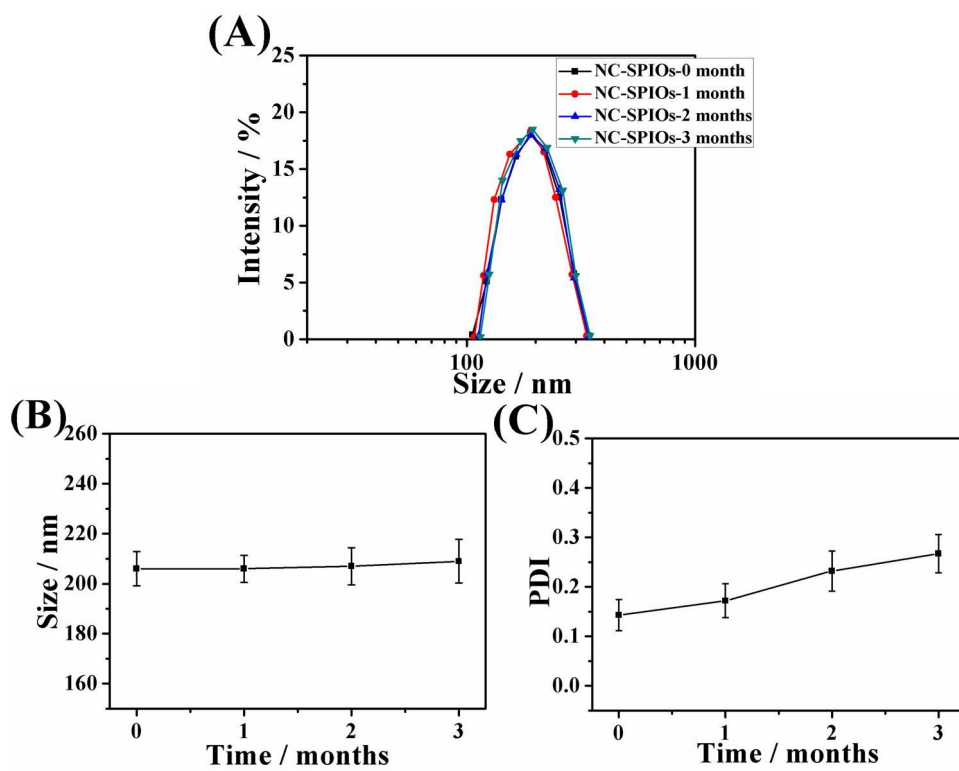 (A)
25
20
15
10
5
0
Intensity / %
NC-SPIOs-0 month
NC-SPIOs-1 month
NC-SPIOs-2 months
NC-SPIOs-3 months
100
1000
Size / nm
(B)
260
240
220
200
180
160
Size / nm
0 1 2 3
Time / months
(C)
0.5
0.4
0.3
0.2
0.1
0.0
PDI
0 1 2 3
Time / months